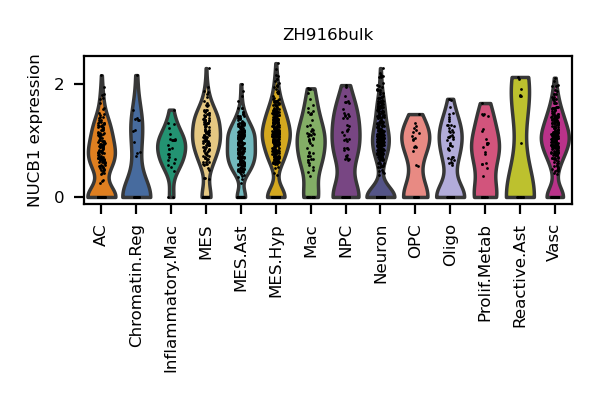 ZH916bulk
NUCB1 expression
2
0
AC
Chromatin.Reg
Inflammatory.Mac
MES
MES.Ast
MES.Hyp
Mac
NPC
Neuron
OPC
Oligo
Prolif.Metab
Reactive.Ast
Vasc